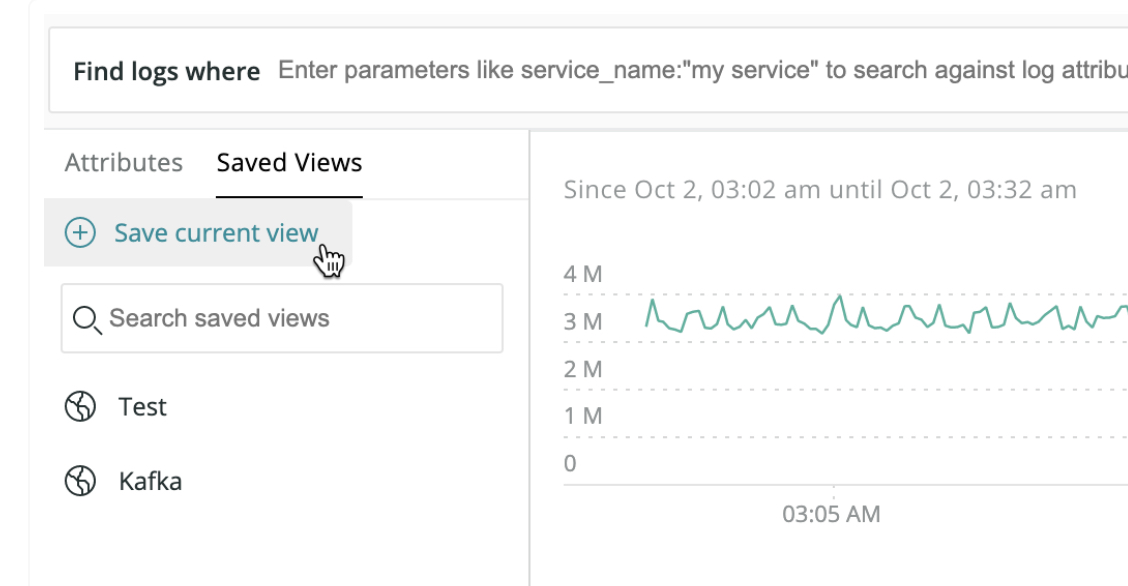 Find logs where Enter parameters like service_name:"my service" to search against log attribu
Attributes Saved Views
Save current view
Search saved views
Test
Kafka
Since Oct 2, 03:02 am until Oct 2, 03:32 am
4 M
3 M
2 M
1 M
0
03:05 AM